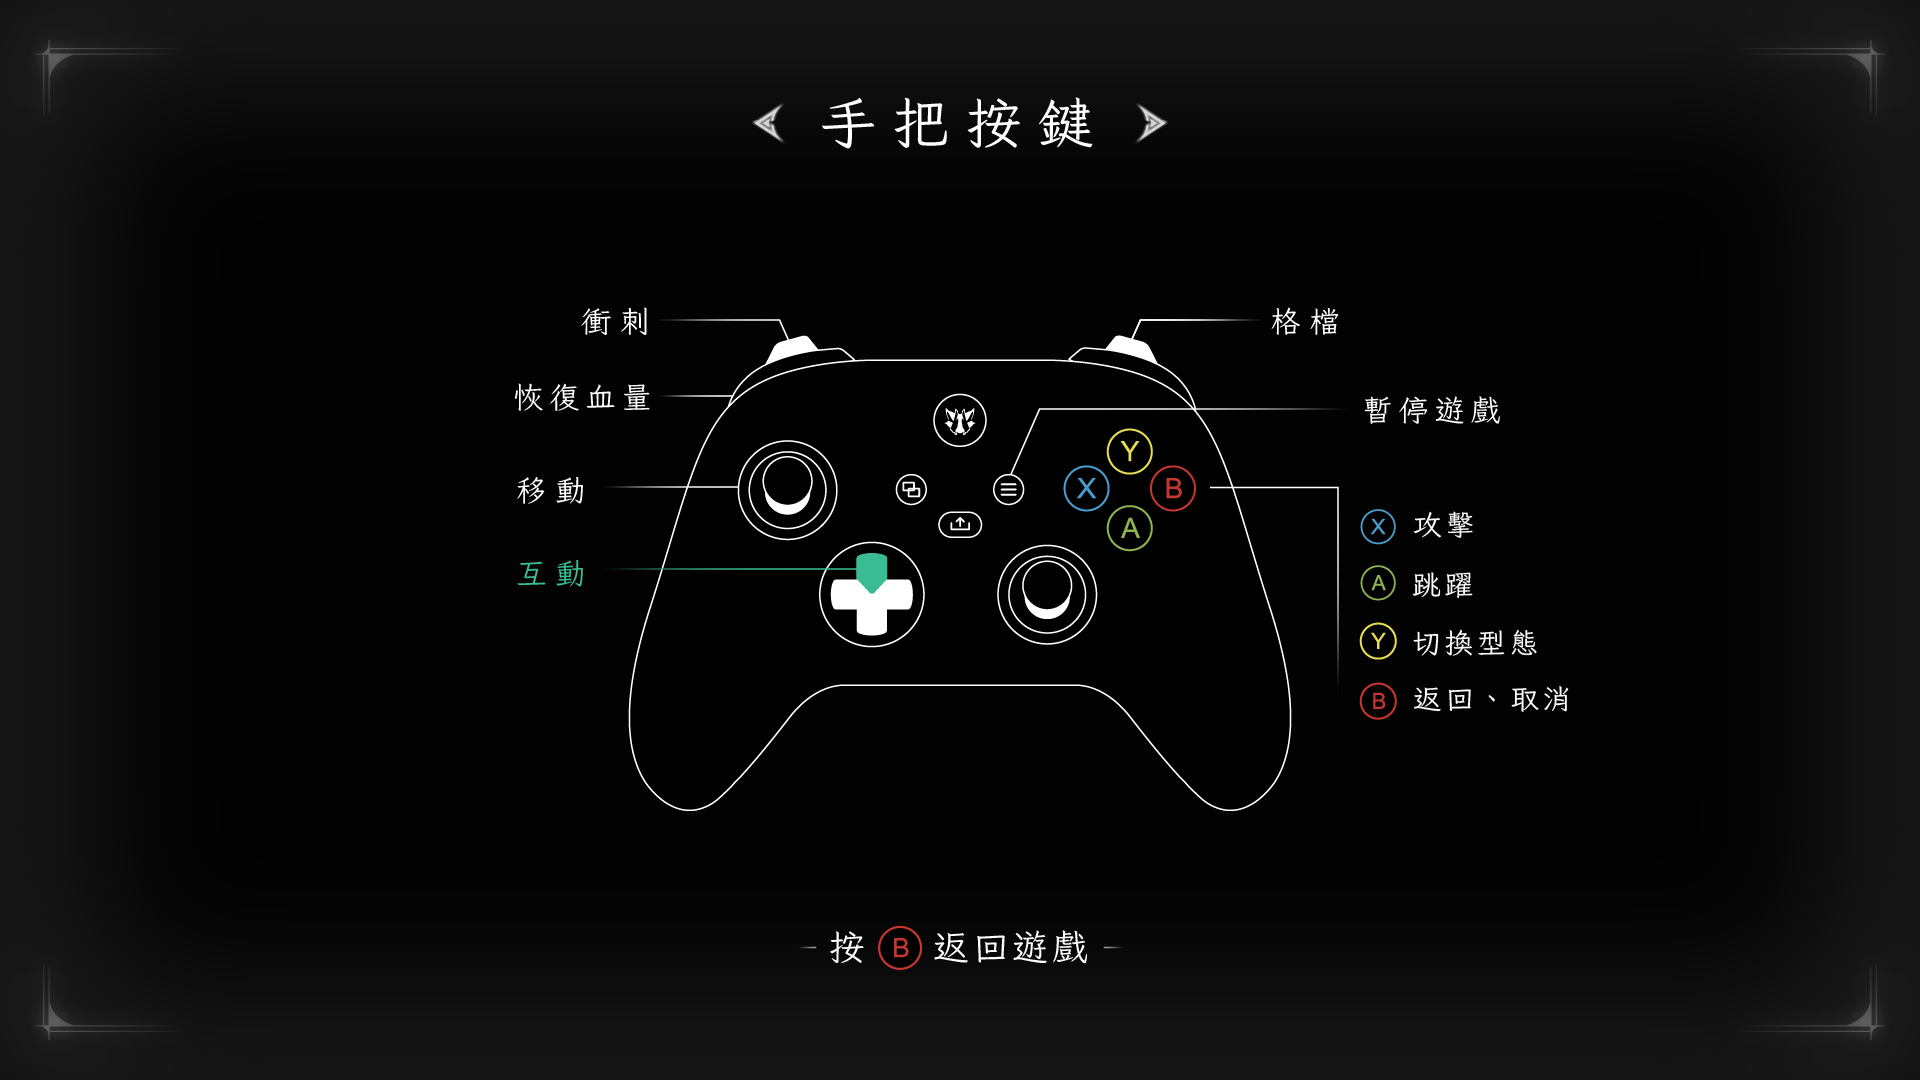 手把按鍵
衝刺
格檔
恢復血量
暫停遊戲
移動
互動
Y
X
B
A
X 攻擊
A 跳躍
Y 切換型態
B 返回、取消
按 B 返回遊戲